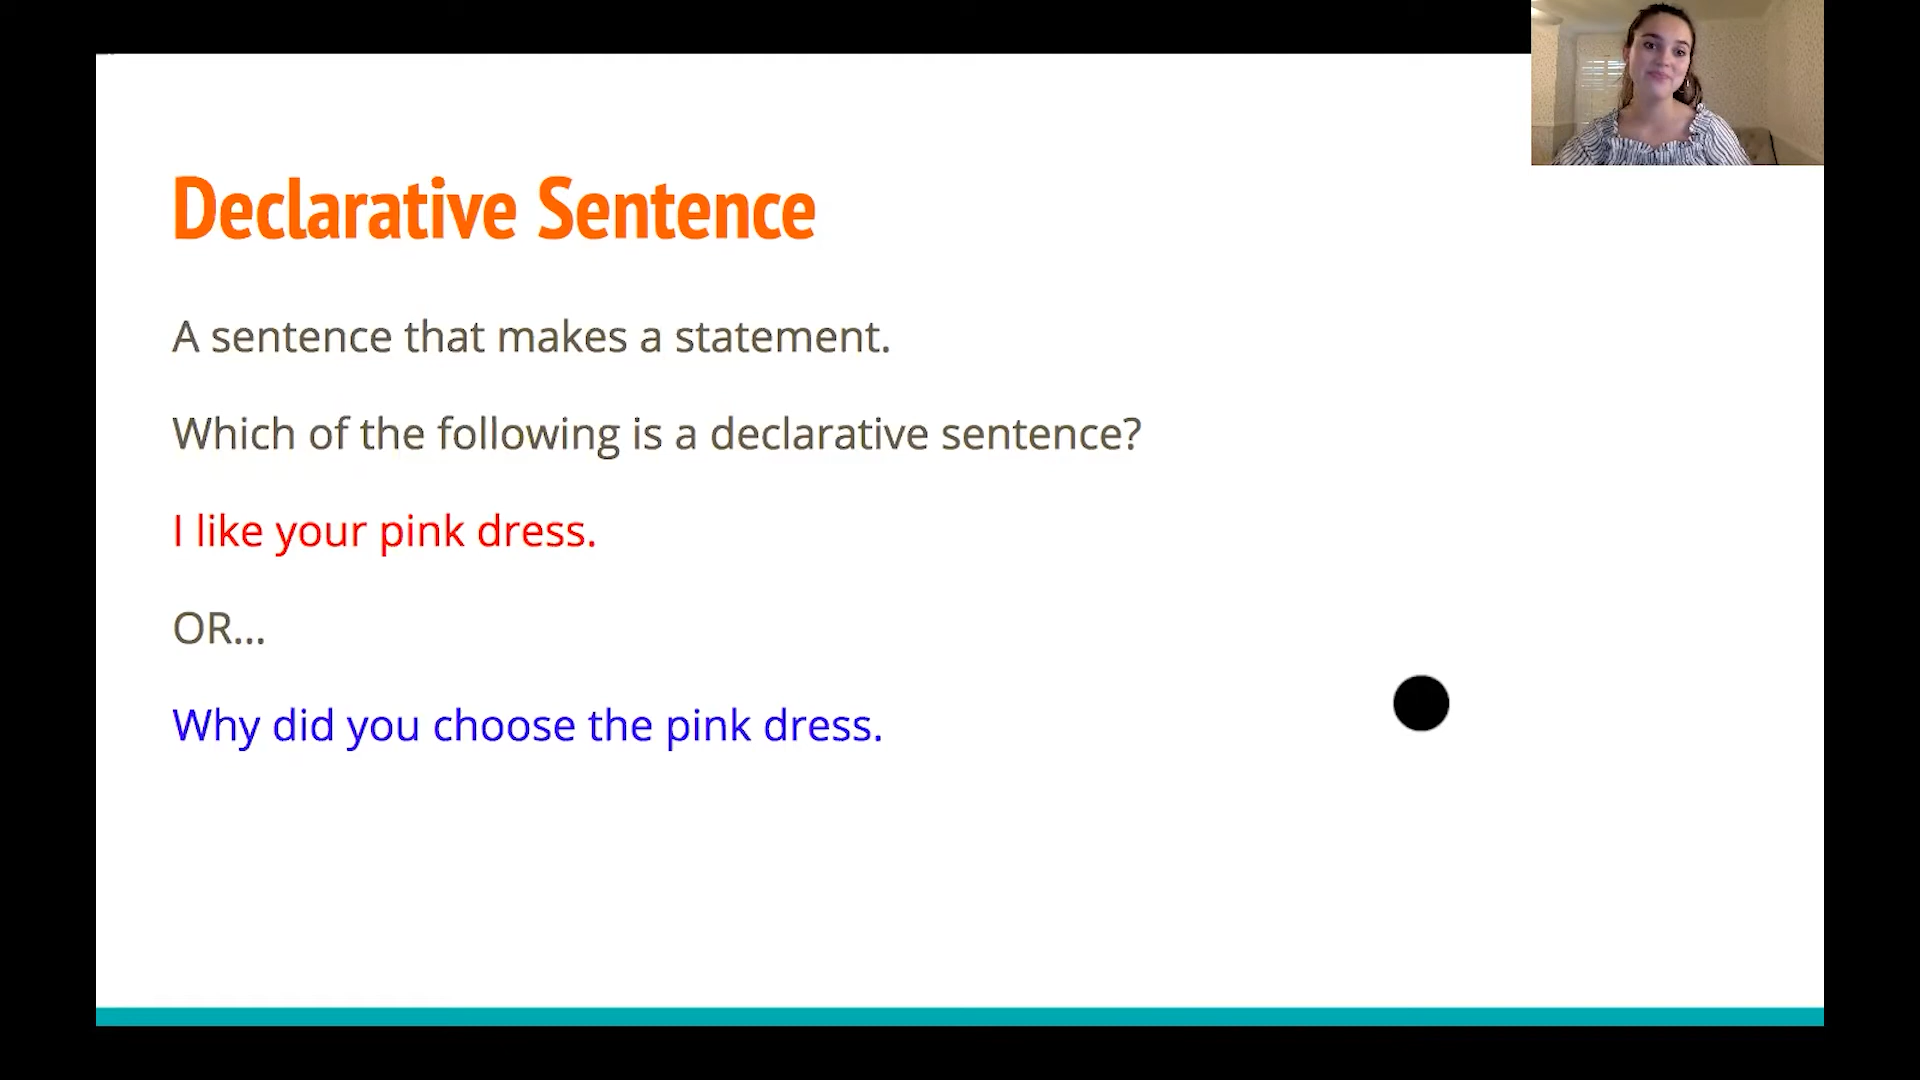 Declarative Sentence
A sentence that makes a statement.
Which of the following is a declarative sentence?
I like your pink dress.
OR...
Why did you choose the pink dress.